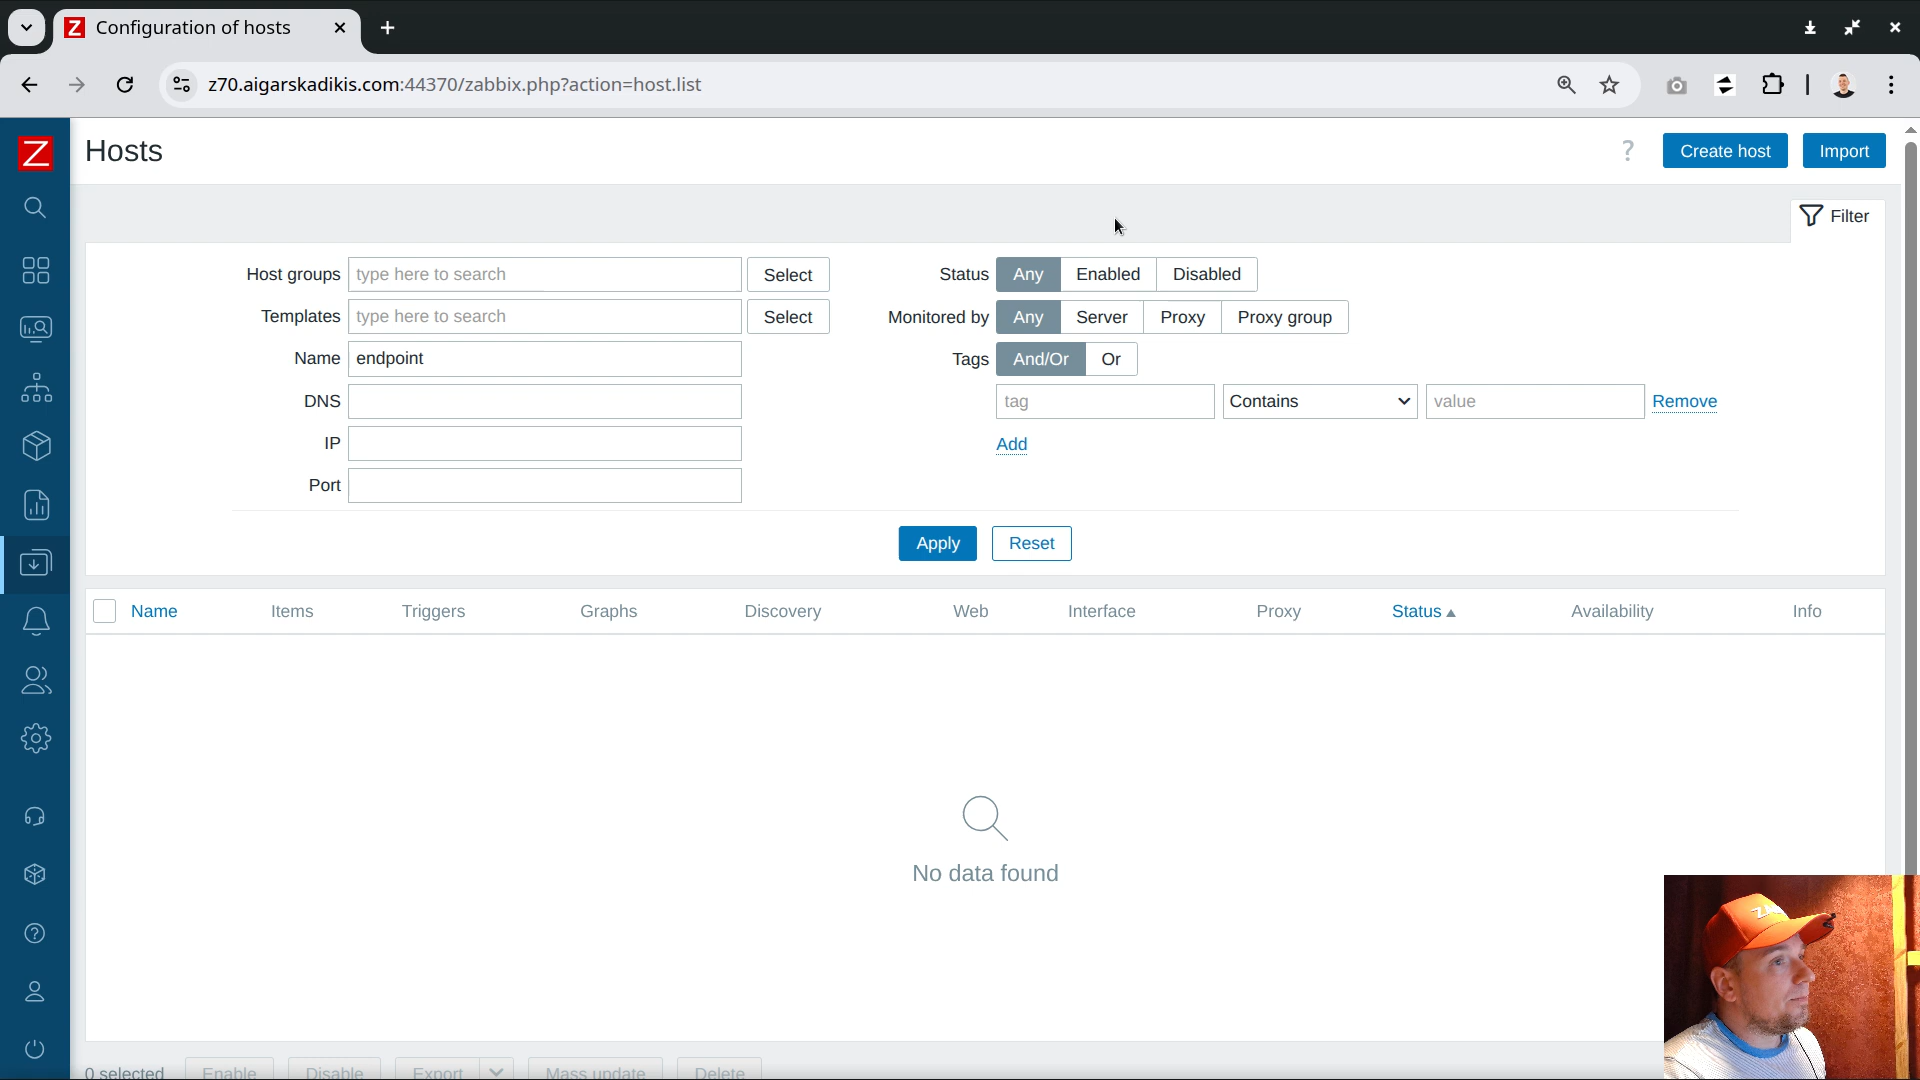 Z Configuration of hosts
z70.aigarskadikis.com:44370/zabbix.php?action=host.list
Z
Hosts
? Create host Import
Filter
Host groups type here to search Select
Status Any Enabled Disabled
Templates type here to search Select
Monitored by Any Server Proxy Proxy group
Name endpoint
Tags And/Or Or
DNS
tag Contains value Remove
IP
Add
Port
Apply Reset
Name Items Triggers Graphs Discovery Web Interface Proxy Status Availability Info
No data found
0 selected Enable Disable Export Mass update Delete